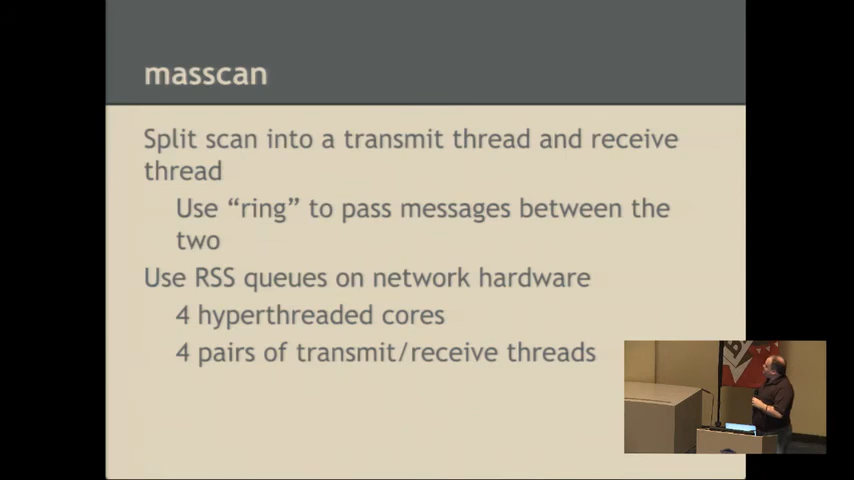 masscan
Split scan into a transmit thread and receive
thread
Use “ring” to pass messages between the
two
Use RSS queues on network hardware
4 hyperthreaded cores
4 pairs of transmit/receive threads